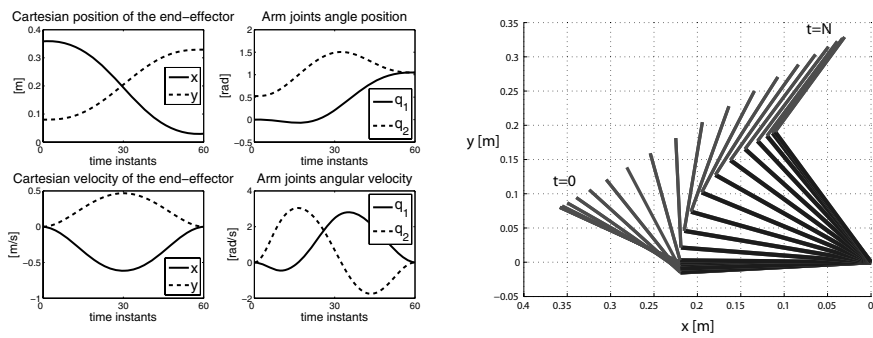 Cartesian position of the end−effector
0.4
0.2
0.1
0
[m]
x
y
0
30
60
time instants
Arm joints angle position
2
1.5
1
0.5
0
−0.5
[rad]
q1
q2
0
30
60
time instants
Cartesian velocity of the end−effector
0.5
0
−0.5
−1
[m/s]
x
y
0
30
60
time instants
Arm joints angular velocity
4
2
0
−2
[rad/s]
q1
q2
0
30
60
time instants
0.35
0.3
0.25
0.2
0.15
0.1
0.05
0
−0.05
y [m]
t=N
t=0
0.4
0.35
0.3
0.25
0.2
0.15
0.1
0.05
0
x [m]